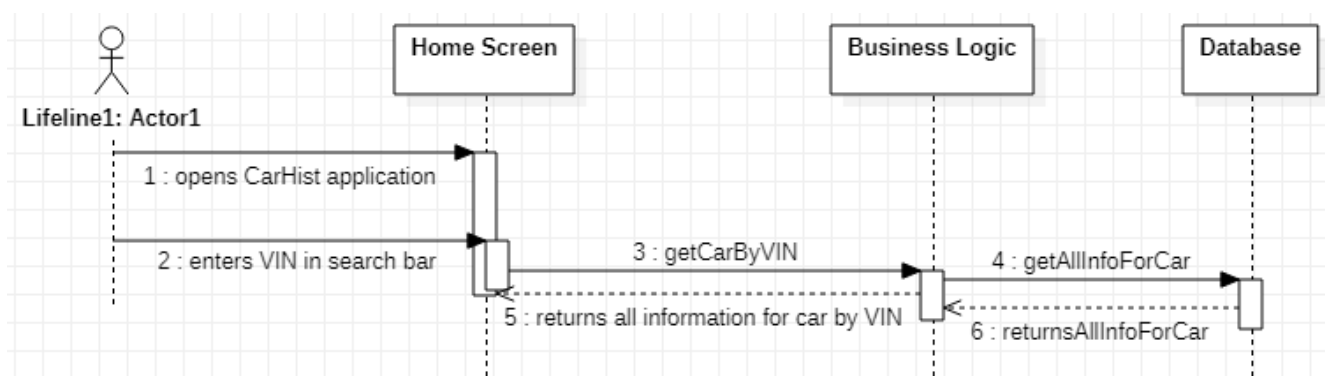 Home Screen
Business Logic
Database
Lifeline1: Actor1
1 : opens CarHist application
2 : enters VIN in search bar
3 : getCarByVIN
4 : getAllInfoForCar
5 : returns all information for car by VIN
6 : returnsAllInfoForCar